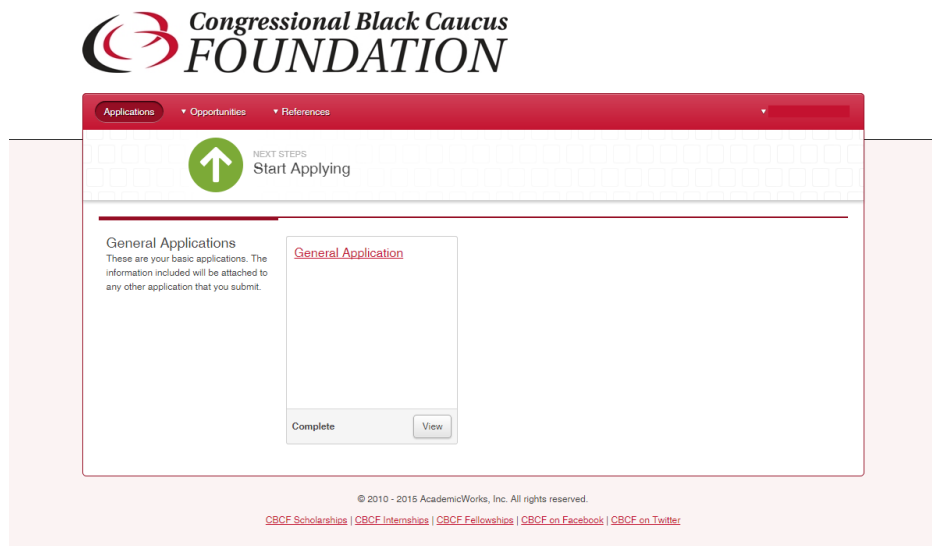 Congressional Black Caucus
FOUNDATION
Applications ▾ Opportunities ▾ References ▾
NEXT STEPS
Start Applying
General Applications
These are your basic applications. The
information included will be attached to
any other application that you submit.
General Application
Complete View
© 2010 - 2015 AcademicWorks, Inc. All rights reserved.
CBCF Scholarships | CBCF Internships | CBCF Fellowships | CBCF on Facebook | CBCF on Twitter